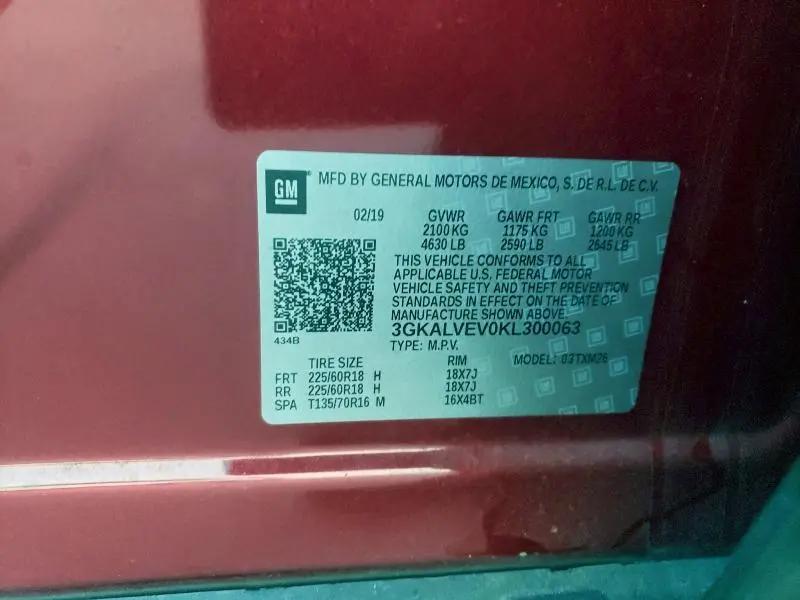 GM
MFD BY GENERAL MOTORS DE MEXICO, S. DE R.L. DE C.V.
02/19 GVWR GAWR FRT GAWR RR
2100 KG 1175 KG 1200 KG
4630 LB 2590 LB 2645 LB
THIS VEHICLE CONFORMS TO ALL
APPLICABLE U.S. FEDERAL MOTOR
VEHICLE SAFETY AND THEFT PREVENTION
STANDARDS IN EFFECT ON THE DATE OF
MANUFACTURE SHOWN ABOVE.
3GKALVEV0KL300063
434B
TYPE: M.P.V.
TIRE SIZE RIM MODEL: 03TXM26
FRT 225/60R18 H 18X7J
RR 225/60R18 H 18X7J
SPA T135/70R16 M 16X4BT